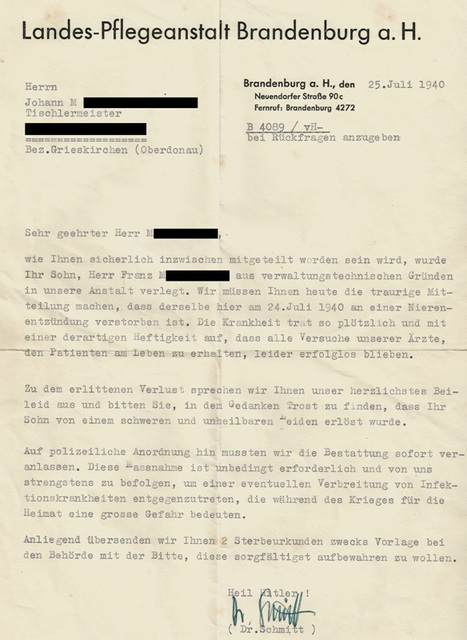 Landes-Pflegeanstalt Brandenburg a. H.
Herrn
Johann M
Tischlermeister
==================
Bez.Grieskirchen (Oberdonau)
Brandenburg a. H., den 25.Juli 1940
Neuendorfer Straße 90c
Fernruf: Brandenburg 4272
B 4089 / vH-
bei Rückfragen anzugeben
Sehr geehrter Herr M ,
wie Ihnen sicherlich inzwischen mitgeteilt worden sein wird, wurde
Ihr Sohn, Herr Franz M aus verwaltungstechnischen Gründen
in unsere Anstalt verlegt. Wir müssen Ihnen heute die traurige Mit-
teilung machen, dass derselbe hier am 24.Juli 1940 an einer Nieren-
entzündung verstorben ist. Die Krankheit trat so plötzlich und mit
einer derartigen Heftigkeit auf, dass alle Versuche unserer Ärzte,
den Patienten am Leben zu erhalten, leider erfolglos blieben.
Zu dem erlittenen Verlust sprechen wir Ihnen unser herzlichstes Bei-
leid aus und bitten Sie, in dem Gedanken Trost zu finden, dass Ihr
Sohn von einem schweren und unheilbaren Leiden erlöst wurde.
Auf polizeiliche Anordnung hin mussten wir die Bestattung sofort ver-
anlassen. Diese Massnahme ist unbedingt erforderlich und von uns
strengstens zu befolgen, um einer eventuellen Verbreitung von Infek-
tionskrankheiten entgegenzutreten, die während des Krieges für die
Heimat eine grosse Gefahr bedeuten.
Anliegend übersenden wir Ihnen 2 Sterbeurkunden zwecks Vorlage bei
den Behörde mit der Bitte, diese sorgfältigst aufbewahren zu wollen.
Heil Hitler!
Dr. Schmitt
( Dr.Schmitt )